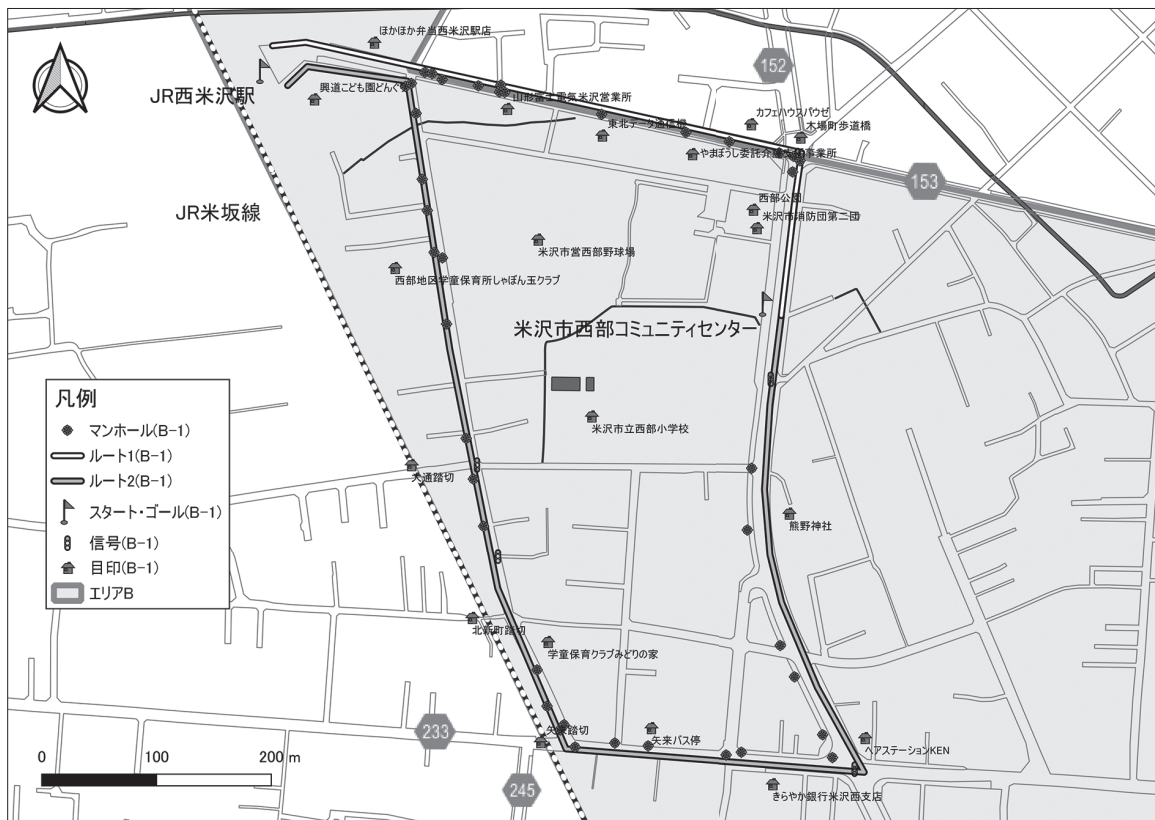 ほかほか弁当西米沢駅店
152
JR西米沢駅
興道こども園どんぐり
山形富士電気米沢営業所
カフェハウスパウゼ
東北データ通信㈱
木場町歩道橋
やまぼうし委託介護支援事業所
153
西部公園
米沢市消防団第二団
JR米坂線
米沢市営西部野球場
西部地区学童保育所しゃぼん玉クラブ
米沢市西部コミュニティセンター
凡例
マンホール(B-1)
ルート1(B-1)
ルート2(B-1)
スタート・ゴール(B-1)
信号(B-1)
目印(B-1)
エリアB
米沢市立西部小学校
大通踏切
熊野神社
北新町踏切
学童保育クラブみどりの家
233
矢来踏切
矢来バス停
ヘアステーションKEN
0 100 200 m
245
きらやか銀行米沢西支店